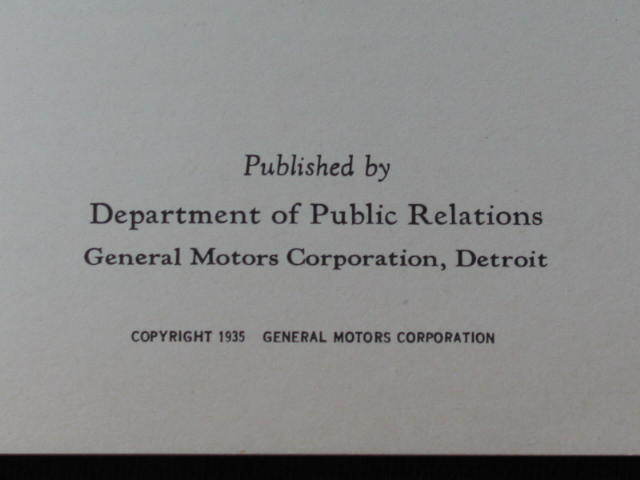 Published by
Department of Public Relations
General Motors Corporation, Detroit
COPYRIGHT 1935 GENERAL MOTORS CORPORATION